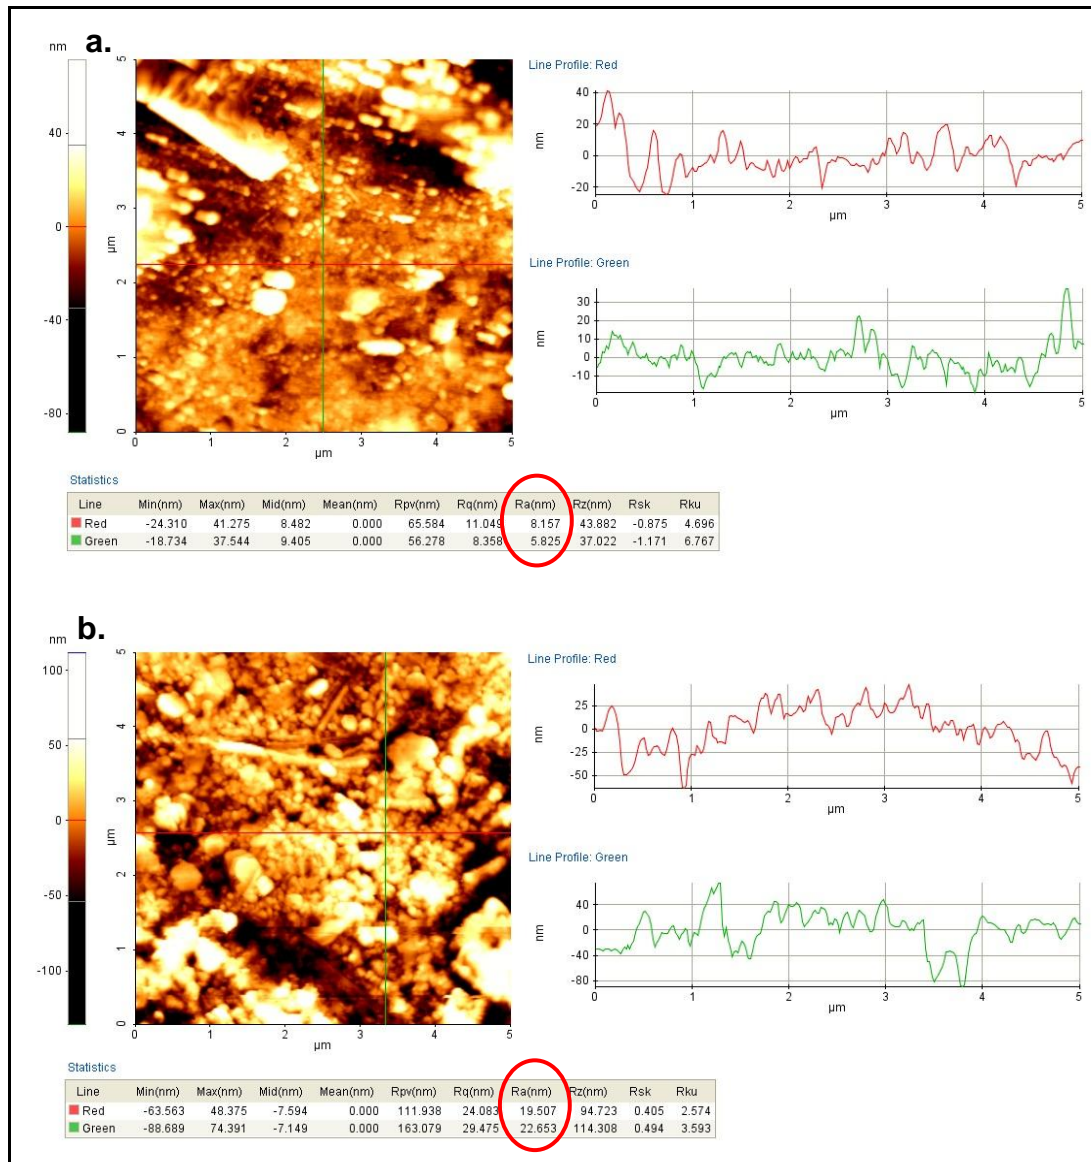 a.
nm
40
0
-40
-80
5
4
3
2
1
0
µm
0 1 2 3 4 5
µm
Line Profile: Red
40
20
0
-20
nm
0 1 2 3 4 5
µm
Line Profile: Green
30
20
10
0
-10
nm
0 1 2 3 4 5
µm
Statistics
Line Min(nm) Max(nm) Mid(nm) Mean(nm) Rpv(nm) Rq(nm) Ra(nm) Rz(nm) Rsk Rku
Red -24.310 41.275 8.482 0.000 65.584 11.049 8.157 43.882 -0.875 4.696
Green -18.734 37.544 9.405 0.000 56.278 8.358 5.825 37.022 -1.171 6.767
b.
nm
100
50
0
-50
-100
5
4
3
2
1
0
µm
0 1 2 3 4 5
µm
Line Profile: Red
25
0
-25
-50
nm
0 1 2 3 4 5
µm
Line Profile: Green
40
0
-40
-80
nm
0 1 2 3 4 5
µm
Statistics
Line Min(nm) Max(nm) Mid(nm) Mean(nm) Rpv(nm) Rq(nm) Ra(nm) Rz(nm) Rsk Rku
Red -63.563 48.375 -7.594 0.000 111.938 24.083 19.507 94.723 0.405 2.574
Green -88.689 74.391 -7.149 0.000 163.079 29.475 22.653 114.308 0.494 3.593